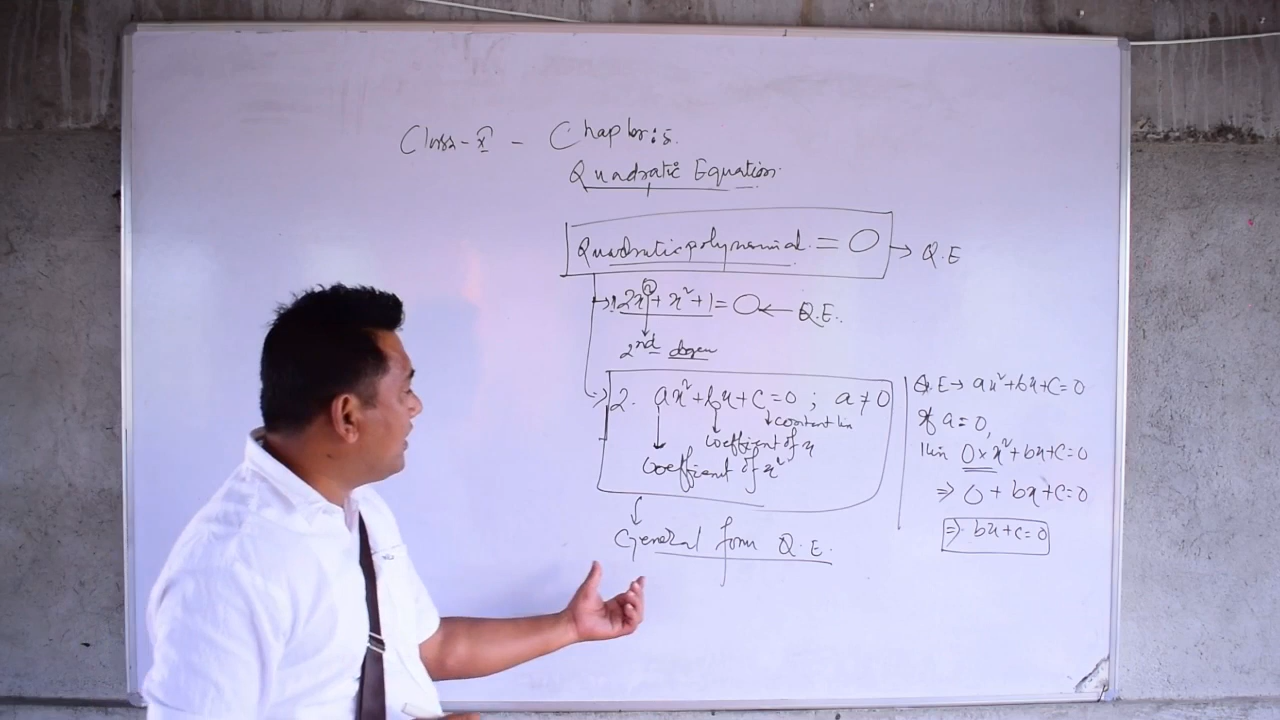 Class-X - Chapter: 5.
Quadratic Equation.
Quadratic polynomial. = 0 → Q.E
→ 1. 2x² + x² + 1 = 0 ← Q.E..
2nd degree
→ 2. ax² + bx + c = 0 ; a ≠ 0
↓ constant
coefficient of x
coefficient of x²
General form Q.E.
Q.E → ax² + bx + c = 0
If a = 0,
then 0 × x² + bx + c = 0
⇒ 0 + bx + c = 0
⇒ bx + c = 0